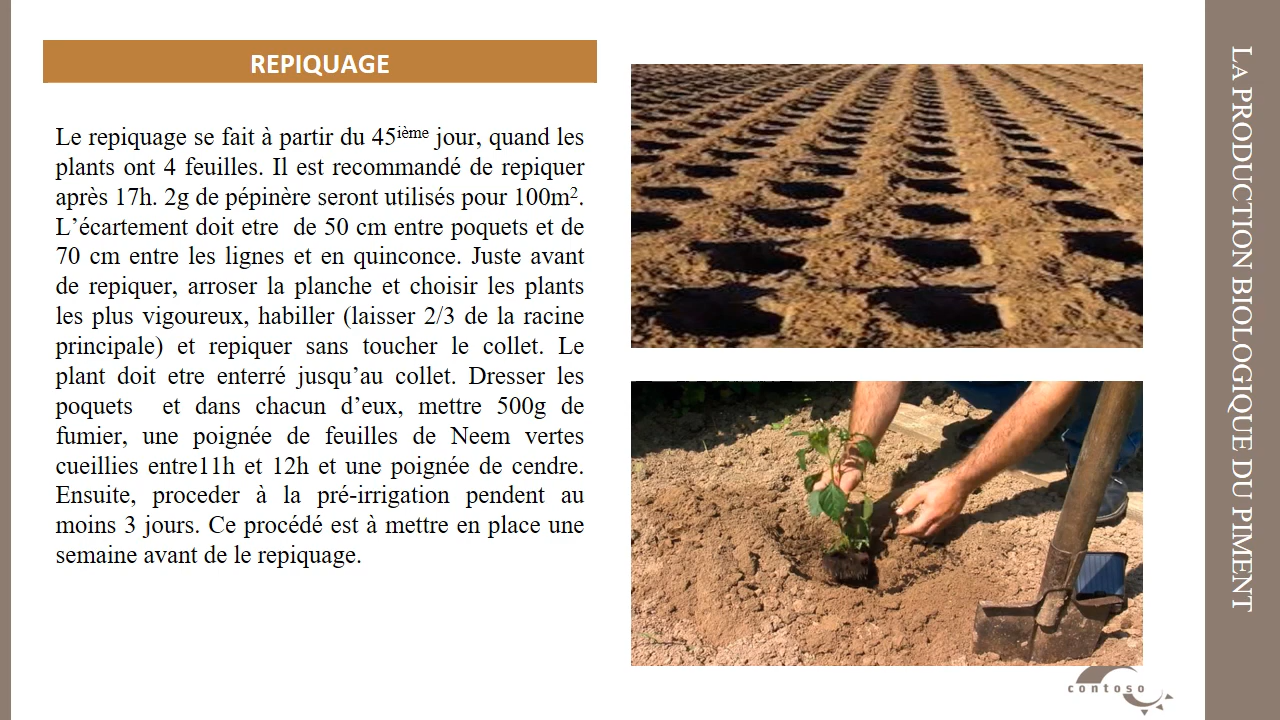 REPIQUAGE
Le repiquage se fait à partir du 45ième jour, quand les
plants ont 4 feuilles. Il est recommandé de repiquer
après 17h. 2g de pépinère seront utilisés pour 100m².
L’écartement doit etre  de 50 cm entre poquets et de
70 cm entre les lignes et en quinconce. Juste avant
de repiquer, arroser la planche et choisir les plants
les plus vigoureux, habiller (laisser 2/3 de la racine
principale) et repiquer sans toucher le collet. Le
plant doit etre enterré jusqu’au collet. Dresser les
poquets  et dans chacun d’eux, mettre 500g de
fumier, une poignée de feuilles de Neem vertes
cueillies entre11h et 12h et une poignée de cendre.
Ensuite, proceder à la pré-irrigation pendent au
moins 3 jours. Ce procédé est à mettre en place une
semaine avant de le repiquage.
LA PRODUCTION BIOLOGIQUE DU PIMENT
contoso